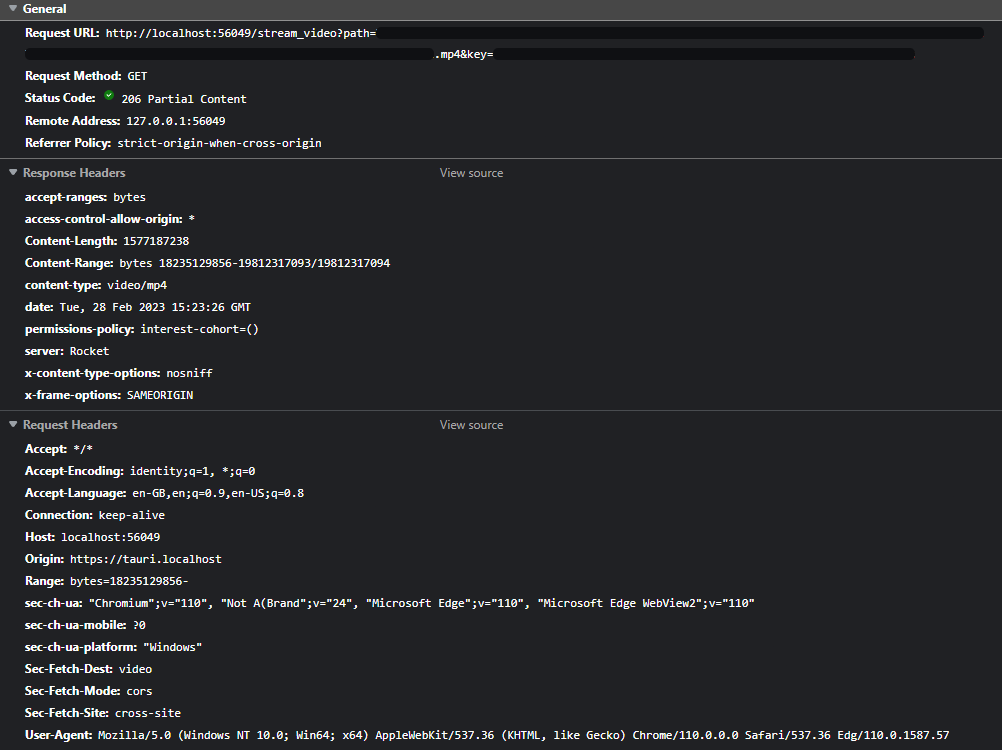 General
Request URL: http://localhost:56049/stream_video?path=
.mp4&key=
Request Method: GET
Status Code: 206 Partial Content
Remote Address: 127.0.0.1:56049
Referrer Policy: strict-origin-when-cross-origin
Response Headers View source
accept-ranges: bytes
access-control-allow-origin: *
Content-Length: 1577187238
Content-Range: bytes 18235129856-19812317093/19812317094
content-type: video/mp4
date: Tue, 28 Feb 2023 15:23:26 GMT
permissions-policy: interest-cohort=()
server: Rocket
x-content-type-options: nosniff
x-frame-options: SAMEORIGIN
Request Headers View source
Accept: */*
Accept-Encoding: identity;q=1, *;q=0
Accept-Language: en-GB,en;q=0.9,en-US;q=0.8
Connection: keep-alive
Host: localhost:56049
Origin: https://tauri.localhost
Range: bytes=18235129856-
sec-ch-ua: "Chromium";v="110", "Not A(Brand";v="24", "Microsoft Edge";v="110", "Microsoft Edge WebView2";v="110"
sec-ch-ua-mobile: ?0
sec-ch-ua-platform: "Windows"
Sec-Fetch-Dest: video
Sec-Fetch-Mode: cors
Sec-Fetch-Site: cross-site
User-Agent: Mozilla/5.0 (Windows NT 10.0; Win64; x64) AppleWebKit/537.36 (KHTML, like Gecko) Chrome/110.0.0.0 Safari/537.36 Edg/110.0.1587.57